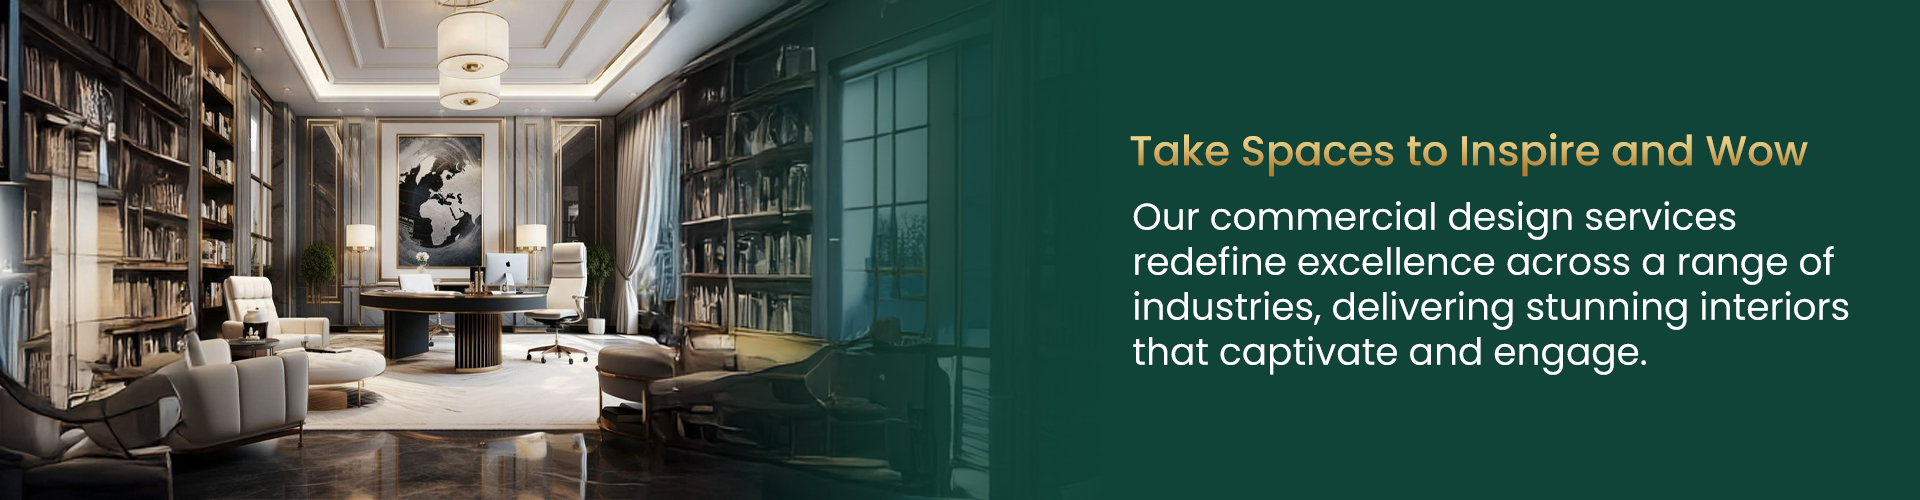 Take Spaces to Inspire and Wow
Our commercial design services
redefine excellence across a range of
industries, delivering stunning interiors
that captivate and engage.